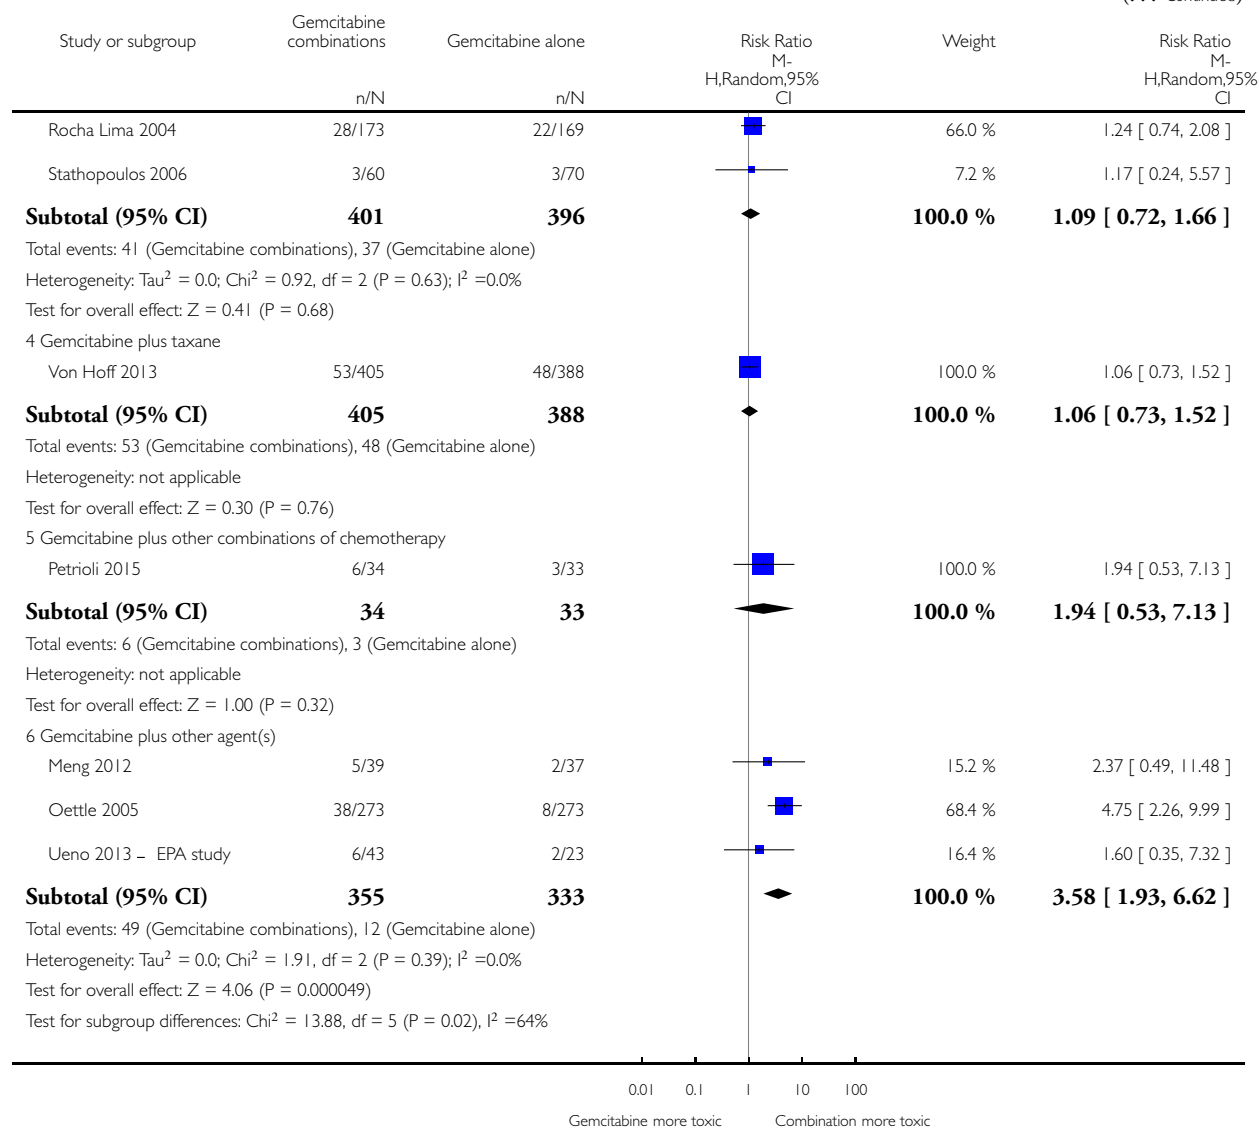 Gemcitabine
Study or subgroup combinations Gemcitabine alone Risk Ratio Weight Risk Ratio
M- M-
H,Random,95% H,Random,95%
n/N n/N CI CI
Rocha Lima 2004 28/173 22/169 66.0 % 1.24 [ 0.74, 2.08 ]
Stathopoulos 2006 3/60 3/70 7.2 % 1.17 [ 0.24, 5.57 ]
Subtotal (95% CI) 401 396 100.0 % 1.09 [ 0.72, 1.66 ]
Total events: 41 (Gemcitabine combinations), 37 (Gemcitabine alone)
Heterogeneity: Tau² = 0.0; Chi² = 0.92, df = 2 (P = 0.63); I² =0.0%
Test for overall effect: Z = 0.41 (P = 0.68)
4 Gemcitabine plus taxane
Von Hoff 2013 53/405 48/388 100.0 % 1.06 [ 0.73, 1.52 ]
Subtotal (95% CI) 405 388 100.0 % 1.06 [ 0.73, 1.52 ]
Total events: 53 (Gemcitabine combinations), 48 (Gemcitabine alone)
Heterogeneity: not applicable
Test for overall effect: Z = 0.30 (P = 0.76)
5 Gemcitabine plus other combinations of chemotherapy
Petrioli 2015 6/34 3/33 100.0 % 1.94 [ 0.53, 7.13 ]
Subtotal (95% CI) 34 33 100.0 % 1.94 [ 0.53, 7.13 ]
Total events: 6 (Gemcitabine combinations), 3 (Gemcitabine alone)
Heterogeneity: not applicable
Test for overall effect: Z = 1.00 (P = 0.32)
6 Gemcitabine plus other agent(s)
Meng 2012 5/39 2/37 15.2 % 2.37 [ 0.49, 11.48 ]
Oettle 2005 38/273 8/273 68.4 % 4.75 [ 2.26, 9.99 ]
Ueno 2013 – EPA study 6/43 2/23 16.4 % 1.60 [ 0.35, 7.32 ]
Subtotal (95% CI) 355 333 100.0 % 3.58 [ 1.93, 6.62 ]
Total events: 49 (Gemcitabine combinations), 12 (Gemcitabine alone)
Heterogeneity: Tau² = 0.0; Chi² = 1.91, df = 2 (P = 0.39); I² =0.0%
Test for overall effect: Z = 4.06 (P = 0.000049)
Test for subgroup differences: Chi² = 13.88, df = 5 (P = 0.02), I² =64%
0.01 0.1 1 10 100
Gemcitabine more toxic Combination more toxic